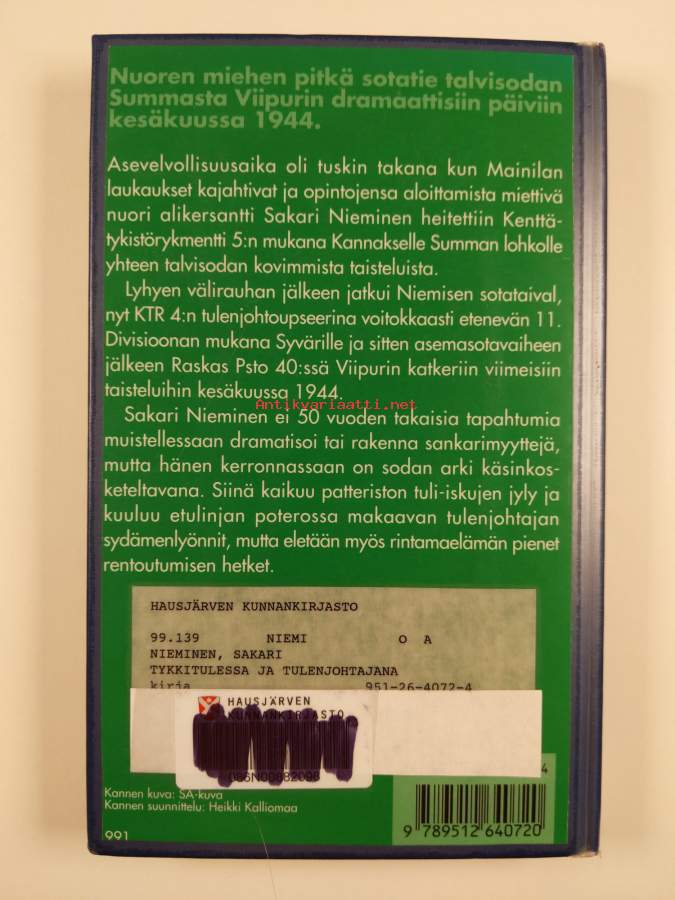 Nuoren miehen pitkä sotatie talvisodan
Summasta Viipurin dramaattisiin päiviin
kesäkuussa 1944.
Asevelvollisuusaika oli tuskin takana kun Mainilan
laukaukset kajahtivat ja opintojensa aloittamista miettivä
nuori alikersantti Sakari Nieminen heitettiin Kenttä-
tykistörykmentti 5:n mukana Kannakselle Summan lohkolle
yhteen talvisodan kovimmista taisteluista.
Lyhyen välirauhan jälkeen jatkui Niemisen sotataival,
nyt KTR 4:n tulenjohtoupseerina voitokkaasti etenevän 11.
Divisioonan mukana Syvärille ja sitten asemasotavaiheen
jälkeen Raskas Psto 40:ssä Viipurin katkeriin viimeisiin
taisteluihin kesäkuussa 1944.
Antikvariaatti.net
Sakari Nieminen ei 50 vuoden takaisia tapahtumia
muistellessaan dramatisoi tai rakenna sankarimyyttejä,
mutta hänen kerronnassaan on sodan arki käsinkos-
keteltavana. Siinä kaikuu patteriston tuli-iskujen jyly ja
kuuluu etulinjan poterossa makaavan tulenjohtajan
sydämenlyönnit, mutta eletään myös rintamaelämän pienet
rentoutumisen hetket.
HAUSJÄRVEN KUNNANKIRJASTO
99.139 NIEMI O A
NIEMINEN, SAKARI
TYKKITULESSA JA TULENJOHTAJANA
kirja 951-26-4072-4
HAUSJÄRVEN
KUNNANKIRJASTO
4
Kannen kuva: SA-kuva
Kannen suunnittelu: Heikki Kalliomaa
991
9 789512 640720